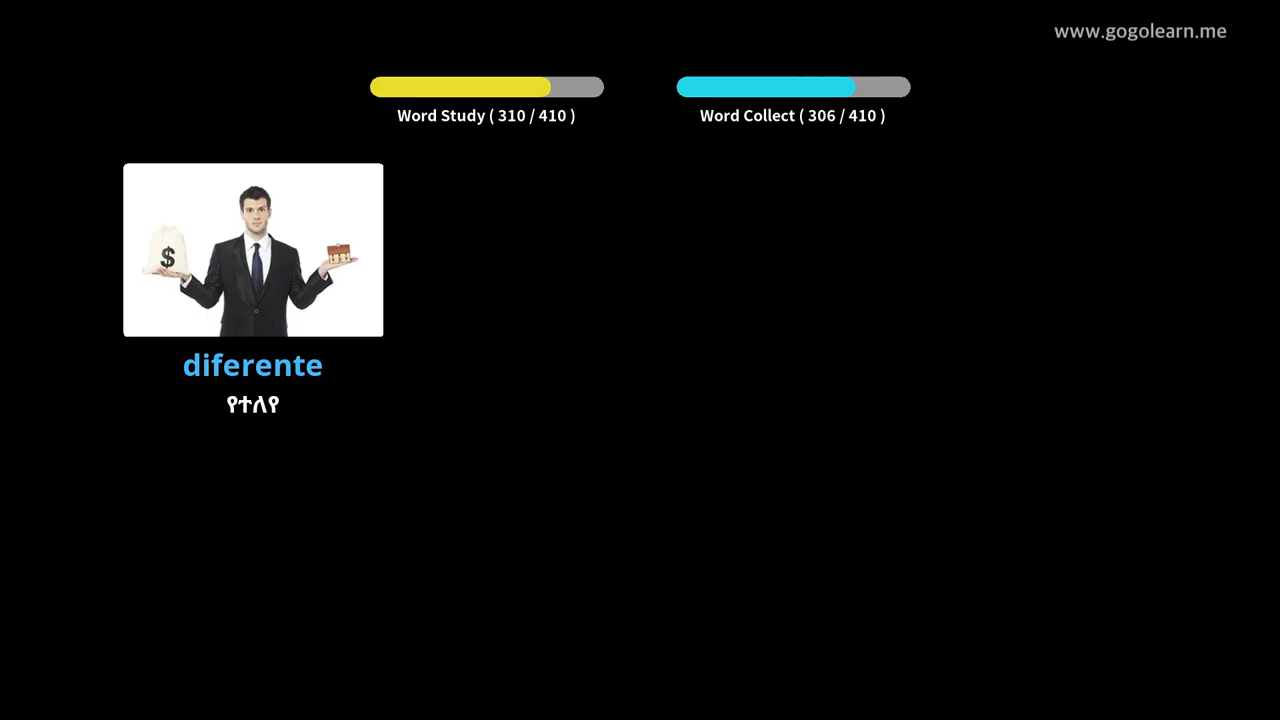 www.gogolearn.me
Word Study ( 310 / 410 )
Word Collect ( 306 / 410 )
$
diferente
የተለየ